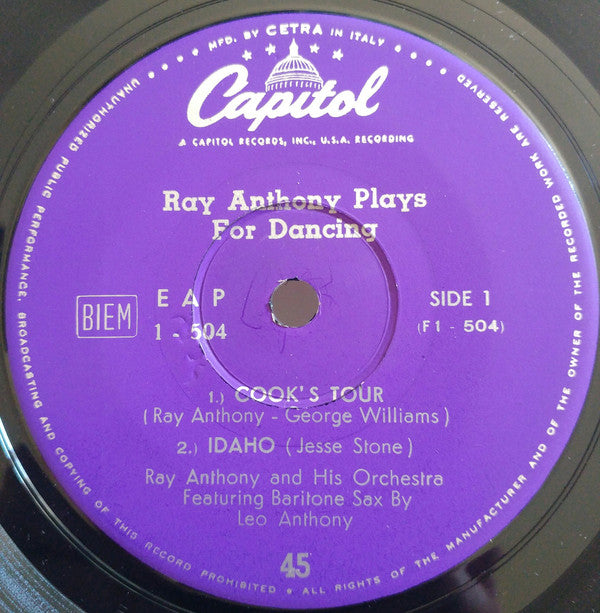 MFD. BY CETRA IN ITALY
Capitol
A CAPITOL RECORDS, INC., U.S.A. RECORDING
Ray Anthony Plays
For Dancing
BIEM
E A P
1 - 504
SIDE 1
(F1 - 504)
1.) COOK'S TOUR
(Ray Anthony - George Williams)
2.) IDAHO (Jesse Stone)
Ray Anthony and His Orchestra
Featuring Baritone Sax By
Leo Anthony
45
UNAUTHORIZED PUBLIC PERFORMANCE, BROADCASTING AND COPYING OF THIS RECORD PROHIBITED • ALL RIGHTS OF THE MANUFACTURER AND OF THE OWNER OF THE RECORDED WORK ARE RESERVED